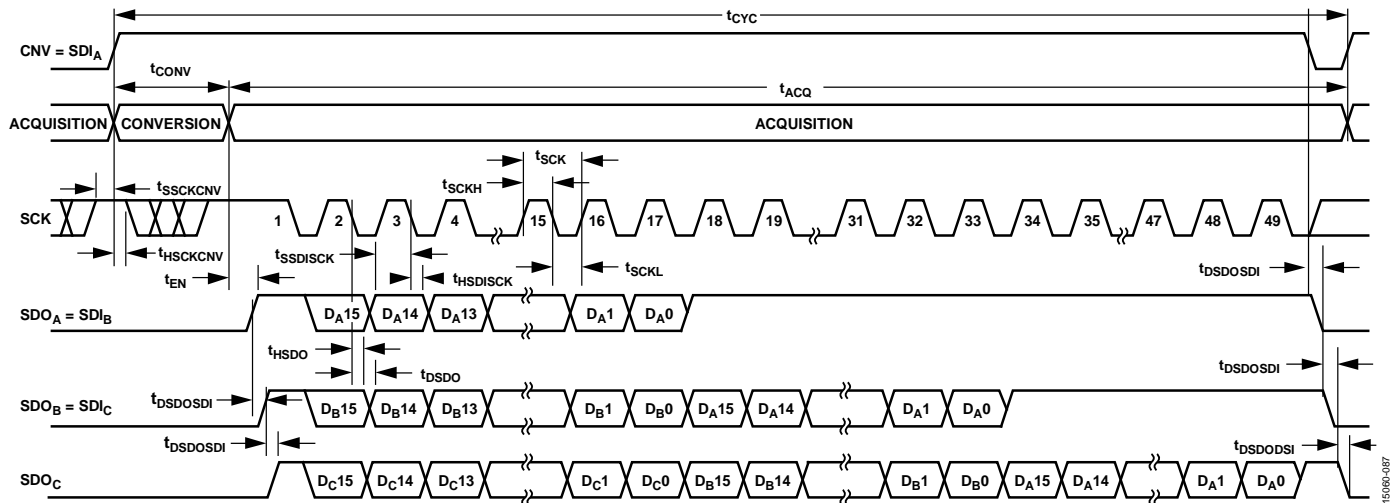 tCYC
CNV = SDIA
tCONV
tACQ
ACQUISITION CONVERSION ACQUISITION
tSCK
tSSCKCNV
tSCKH
SCK 1 2 3 4 15 16 17 18 19 31 32 33 34 35 47 48 49
tHSCKCNV
tSSDISCK
tHSDISCK
tSCKL
tDSDOSDI
tEN
SDOA = SDIB DA15 DA14 DA13 DA1 DA0
tHSDO
tDSDO
tDSDOSDI
tDSDOSDI
SDOB = SDIC DB15 DB14 DB13 DB1 DB0 DA15 DA14 DA1 DA0
tDSDOSDI
tDSDODSI
SDOC DC15 DC14 DC13 DC1 DC0 DB15 DB14 DB1 DB0 DA15 DA14 DA1 DA0
15060-087